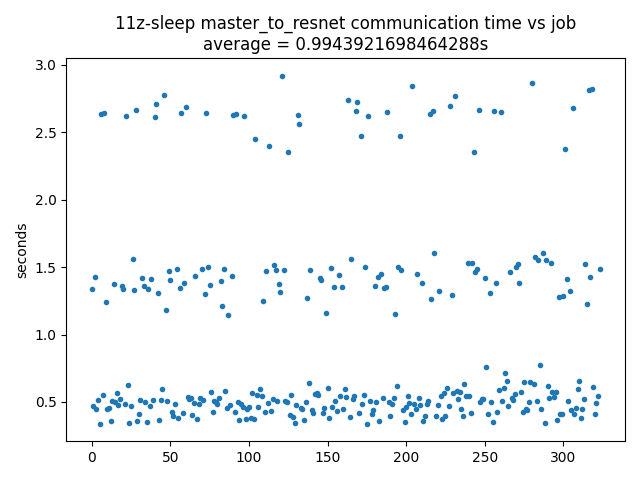 11z-sleep master_to_resnet communication time vs job
average = 0.9943921698464288s
3.0
2.5
2.0
1.5
1.0
0.5
seconds
0 50 100 150 200 250 300